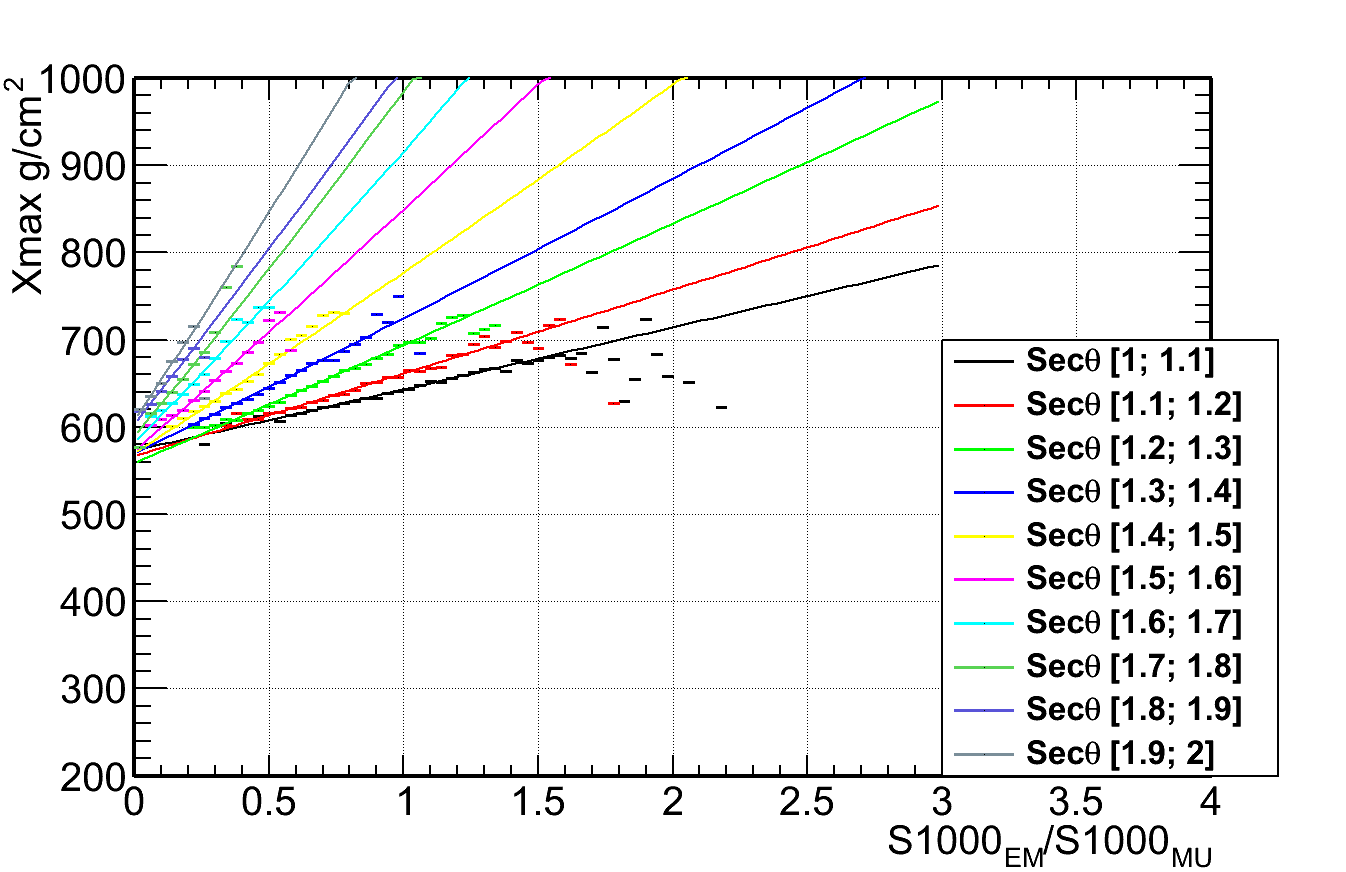 Xmax g/cm²
1000
900
800
700
600
500
400
300
200
0 0.5 1 1.5 2 2.5 3 3.5 4
S1000EM/S1000MU
Secθ [1; 1.1]
Secθ [1.1; 1.2]
Secθ [1.2; 1.3]
Secθ [1.3; 1.4]
Secθ [1.4; 1.5]
Secθ [1.5; 1.6]
Secθ [1.6; 1.7]
Secθ [1.7; 1.8]
Secθ [1.8; 1.9]
Secθ [1.9; 2]